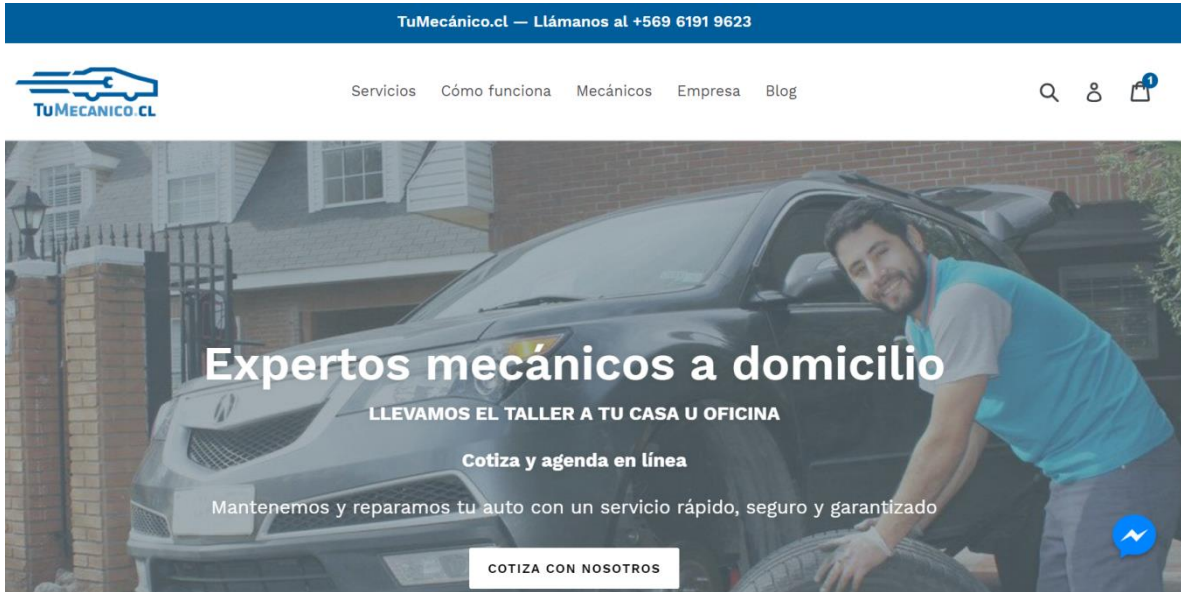 TuMecánico.cl — Llámanos al +569 6191 9623
TUMECANICO.CL
Servicios Cómo funciona Mecánicos Empresa Blog
1
Expertos mecánicos a domicilio
LLEVAMOS EL TALLER A TU CASA U OFICINA
Cotiza y agenda en línea
Mantenemos y reparamos tu auto con un servicio rápido, seguro y garantizado
COTIZA CON NOSOTROS